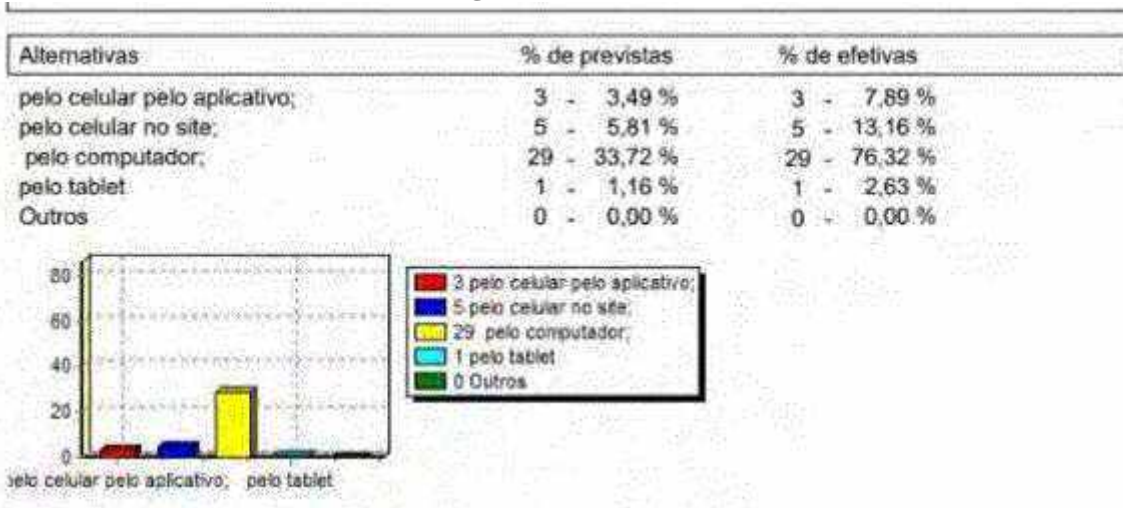 Alternativas % de previstas % de efetivas
pelo celular pelo aplicativo; 3 - 3,49 % 3 - 7,89 %
pelo celular no site; 5 - 5,81 % 5 - 13,16 %
pelo computador; 29 - 33,72 % 29 - 76,32 %
pelo tablet 1 - 1,16 % 1 - 2,63 %
Outros 0 - 0,00 % 0 - 0,00 %
80
60
40
20
0
pelo celular pelo aplicativo; pelo tablet
3 pelo celular pelo aplicativo;
5 pelo celular no site;
29 pelo computador;
1 pelo tablet
0 Outros